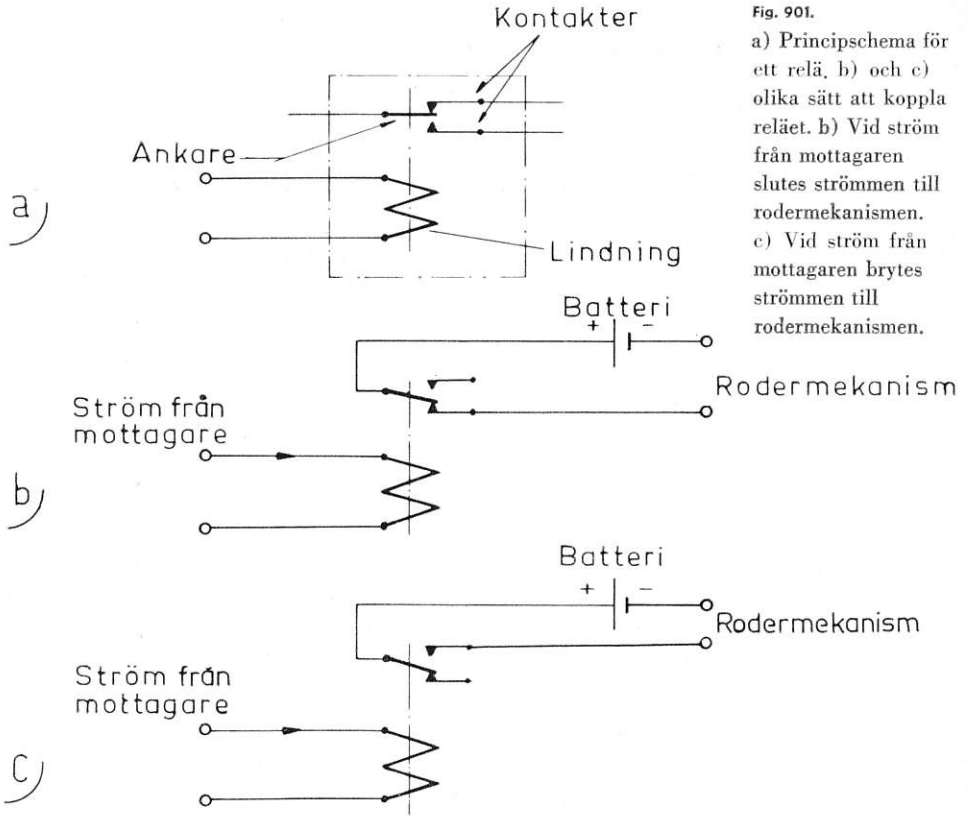 Kontakter
Ankare
a)
Lindning
Fig. 901.
a) Principschema för
ett relä. b) och c)
olika sätt att koppla
reläet. b) Vid ström
från mottagaren
slutes strömmen till
rodermekanismen.
c) Vid ström från
mottagaren brytes
strömmen till
rodermekanismen.
Batteri
+ -
Rodermekanism
Ström från
mottagare
b)
Batteri
+ -
Rodermekanism
Ström från
mottagare
c)